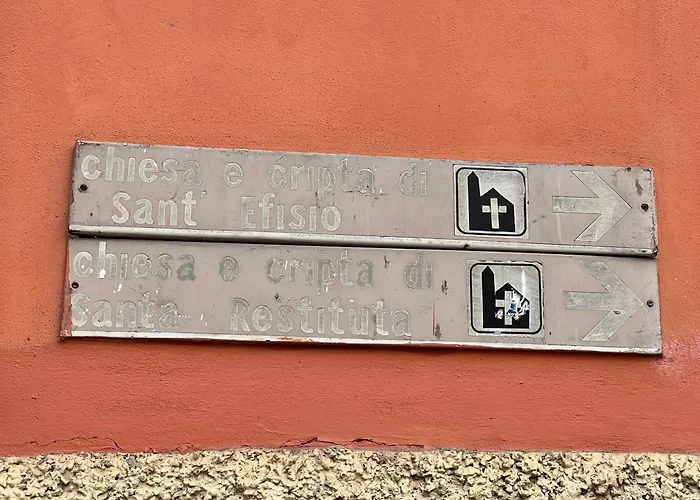 chiesa e cripta di
Sant' Efisio
chiesa e cripta di
Santa Restituta